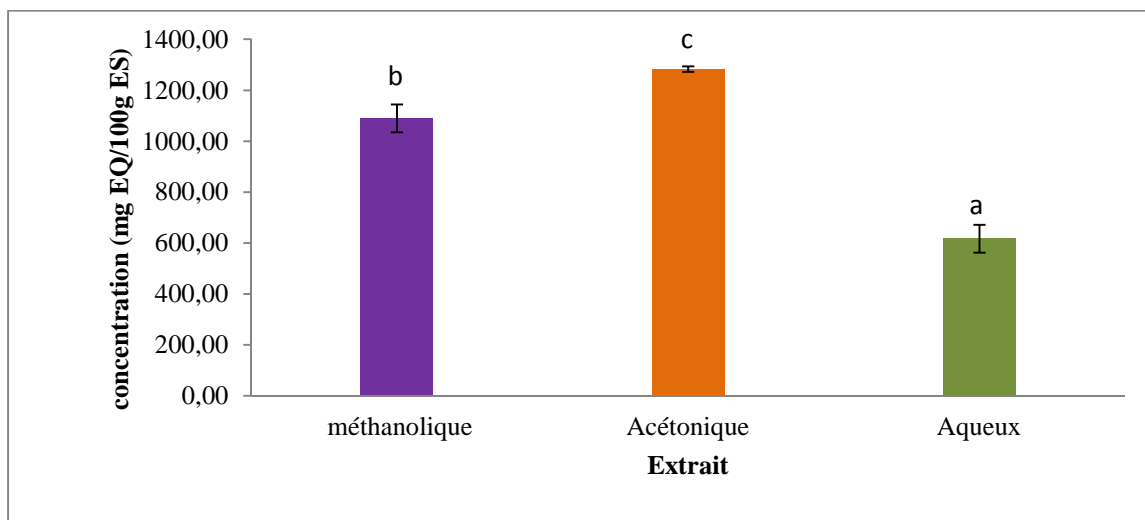 concentration (mg EQ/100g ES)
1400,00
1200,00
1000,00
800,00
600,00
400,00
200,00
0,00
b
c
a
méthanolique
Acétonique
Aqueux
Extrait